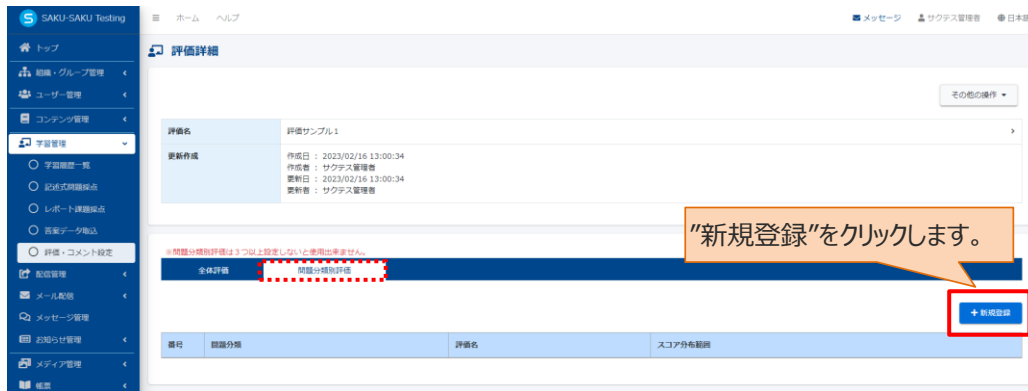 SAKU-SAKU Testing
ホーム ヘルプ
メッセージ サクテス管理者 日本語
トップ
組織・グループ管理
ユーザー管理
コンテンツ管理
学習管理
学習履歴一覧
記述式問題採点
レポート課題採点
答案データ取込
評価・コメント設定
配信管理
メール配信
メッセージ管理
お知らせ管理
メディア管理
帳票
評価詳細
その他の操作
評価名 評価サンプル1
更新作成 作成日 : 2023/02/16 13:00:34
作成者 : サクテス管理者
更新日 : 2023/02/16 13:00:34
更新者 : サクテス管理者
”新規登録”をクリックします。
※問題分類別評価は3つ以上設定しないと使用出来ません。
全体評価 問題分類別評価
+ 新規登録
番号 問題分類 評価名 スコア分布範囲